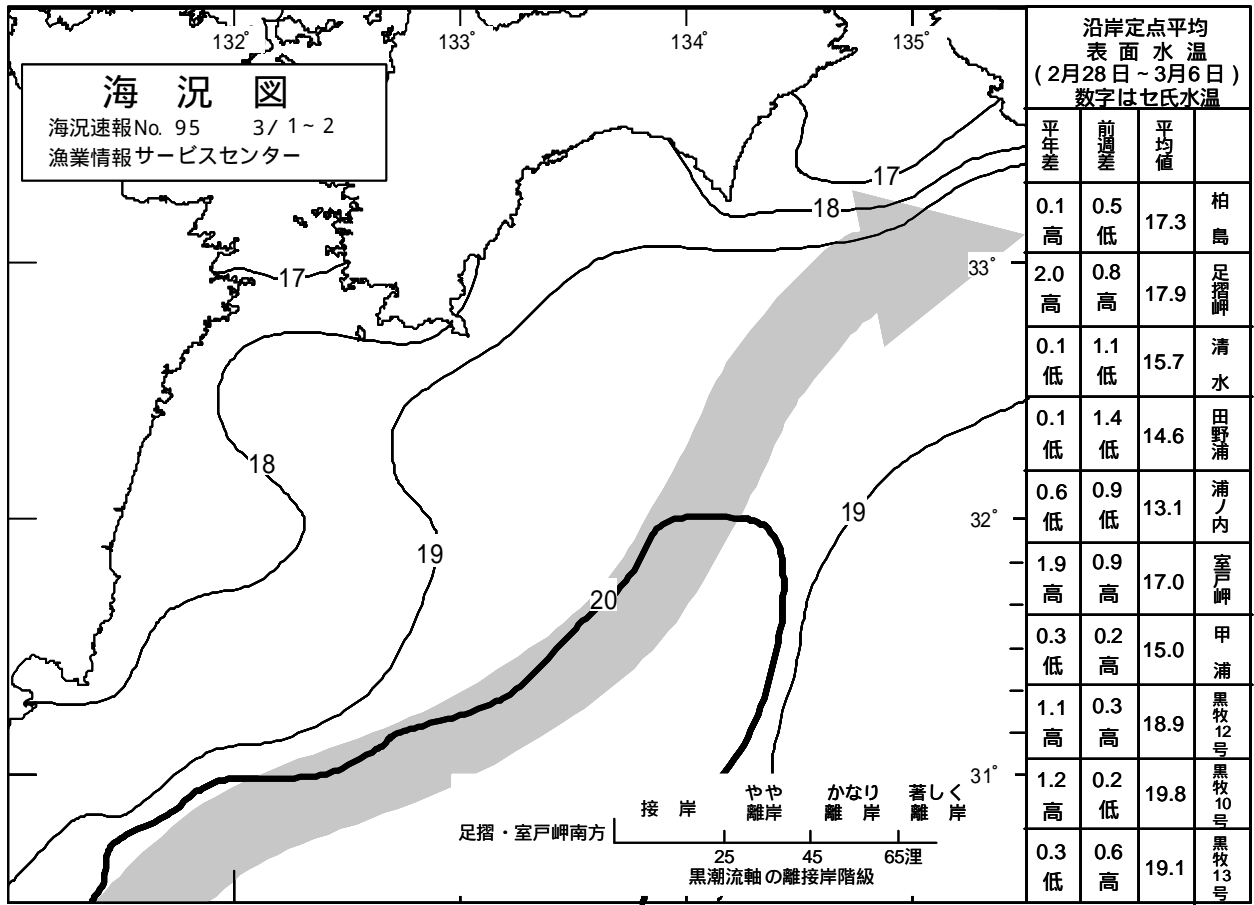 132°
133°
134°
135°
海 況 図
海況速報No. 95 3/ 1~2
漁業情報サービスセンター
17
18
17
33°
18
19
19
32°
20
31°
接 岸
やや
離岸
かなり
離 岸
著しく
離 岸
足摺・室戸岬南方
25 45 65浬
黒潮流軸の離接岸階級
沿岸定点平均
表 面 水 温
(2月28日~3月6日)
数字はセ氏水温
平年差 前週差 平均値
0.1高 0.5低 17.3 柏島
2.0高 0.8高 17.9 足摺岬
0.1低 1.1低 15.7 清水
0.1低 1.4低 14.6 田野浦
0.6低 0.9低 13.1 浦ノ内
1.9高 0.9高 17.0 室戸岬
0.3低 0.2高 15.0 甲浦
1.1高 0.3高 18.9 黒牧12号
1.2高 0.2低 19.8 黒牧10号
0.3低 0.6高 19.1 黒牧13号